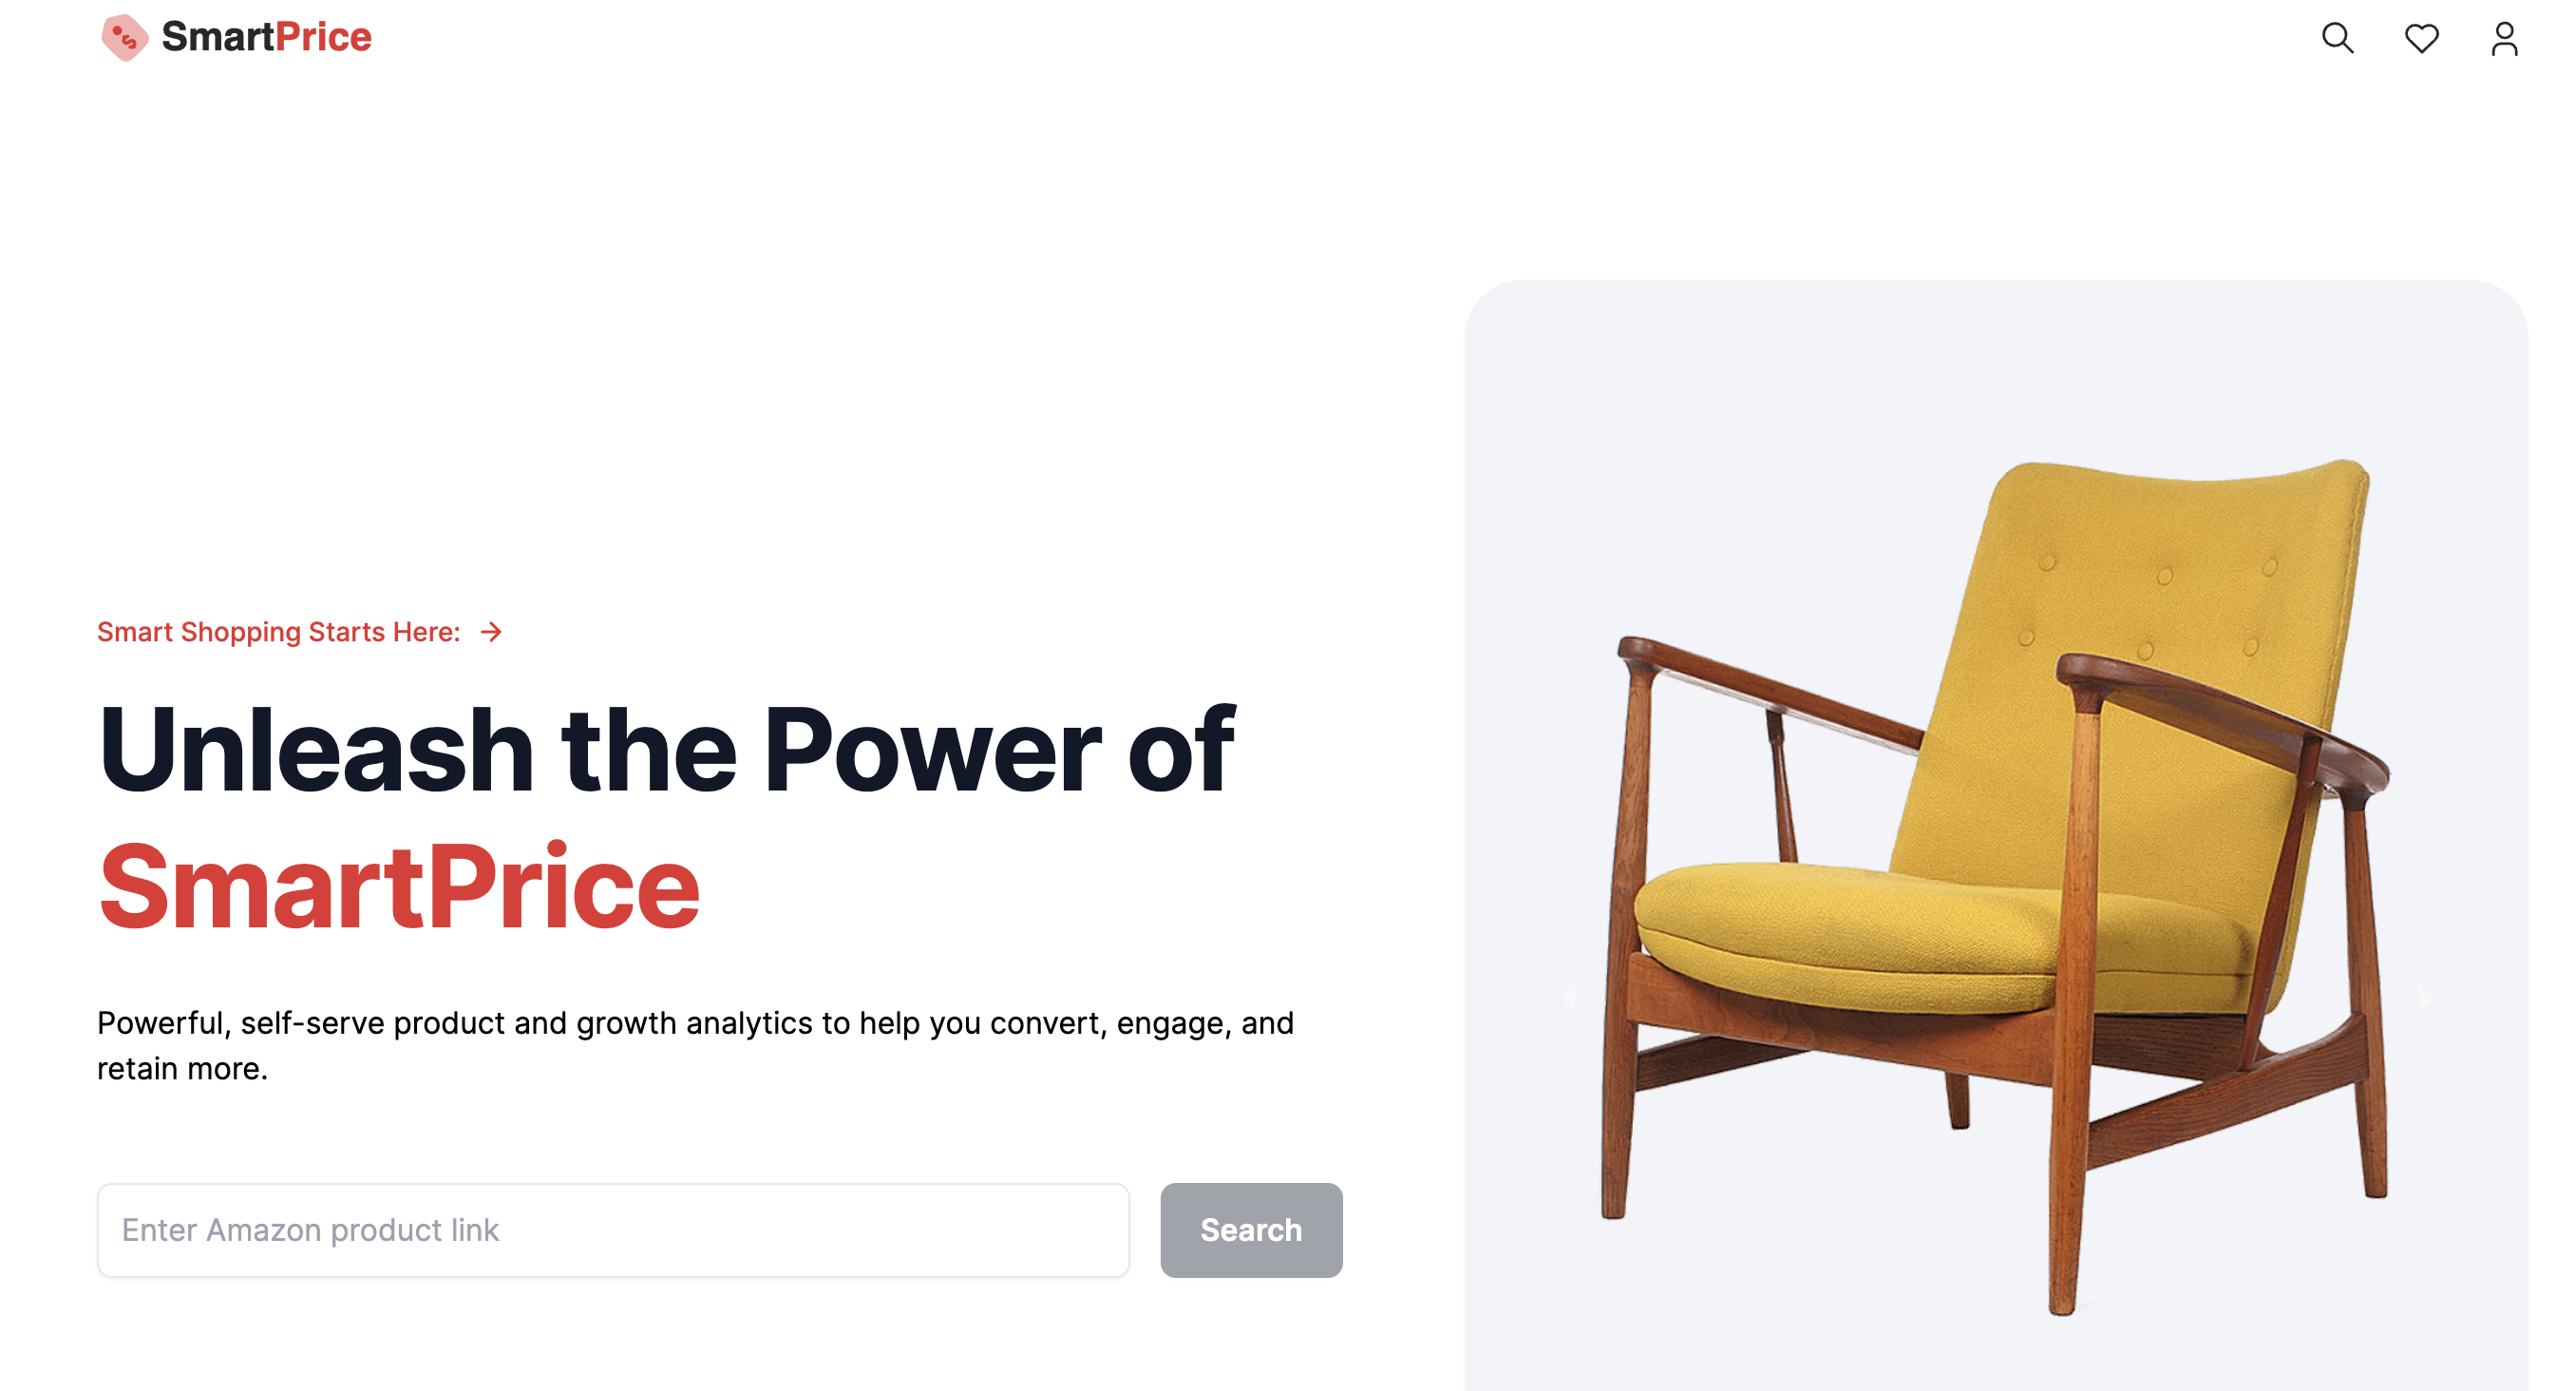 SmartPrice
Smart Shopping Starts Here:
Unleash the Power of
SmartPrice
Powerful, self-serve product and growth analytics to help you convert, engage, and
retain more.
Enter Amazon product link
Search